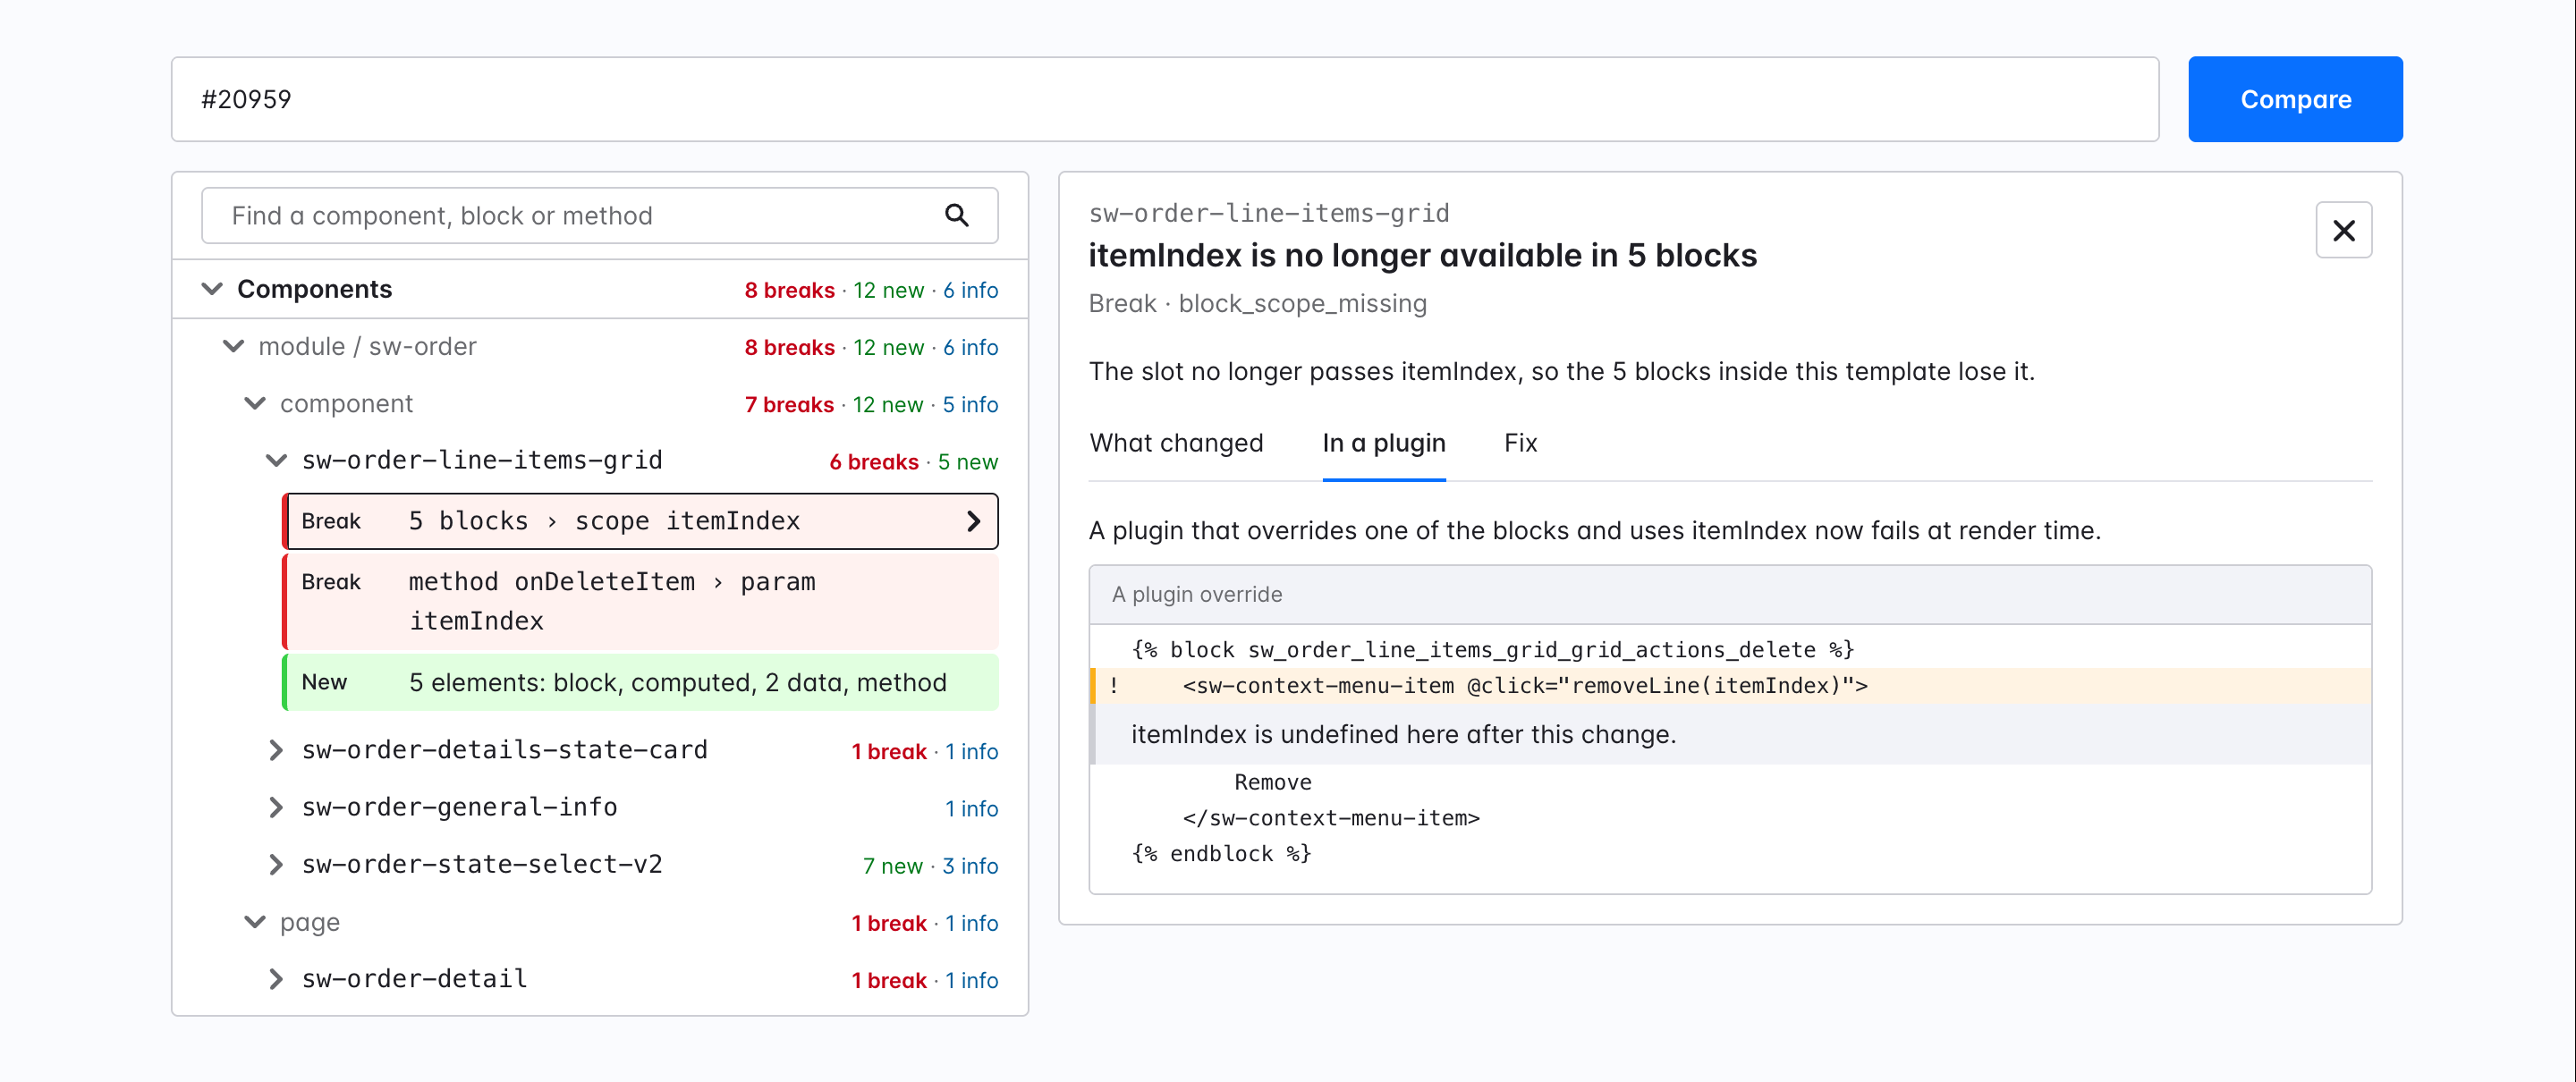 #20959
Compare
Find a component, block or method
Components 8 breaks · 12 new · 6 info
module / sw-order 8 breaks · 12 new · 6 info
component 7 breaks · 12 new · 5 info
sw-order-line-items-grid 6 breaks · 5 new
Break 5 blocks › scope itemIndex
Break method onDeleteItem › param
itemIndex
New 5 elements: block, computed, 2 data, method
sw-order-details-state-card 1 break · 1 info
sw-order-general-info 1 info
sw-order-state-select-v2 7 new · 3 info
page 1 break · 1 info
sw-order-detail 1 break · 1 info
sw-order-line-items-grid
itemIndex is no longer available in 5 blocks
Break · block_scope_missing
The slot no longer passes itemIndex, so the 5 blocks inside this template lose it.
What changed In a plugin Fix
A plugin that overrides one of the blocks and uses itemIndex now fails at render time.
A plugin override
{% block sw_order_line_items_grid_grid_actions_delete %}
! <sw-context-menu-item @click="removeLine(itemIndex)">
itemIndex is undefined here after this change.
Remove
</sw-context-menu-item>
{% endblock %}